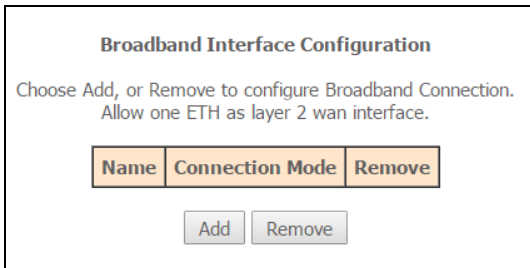 Broadband Interface Configuration
Choose Add, or Remove to configure Broadband Connection.
Allow one ETH as layer 2 wan interface.
Name Connection Mode Remove
Add Remove